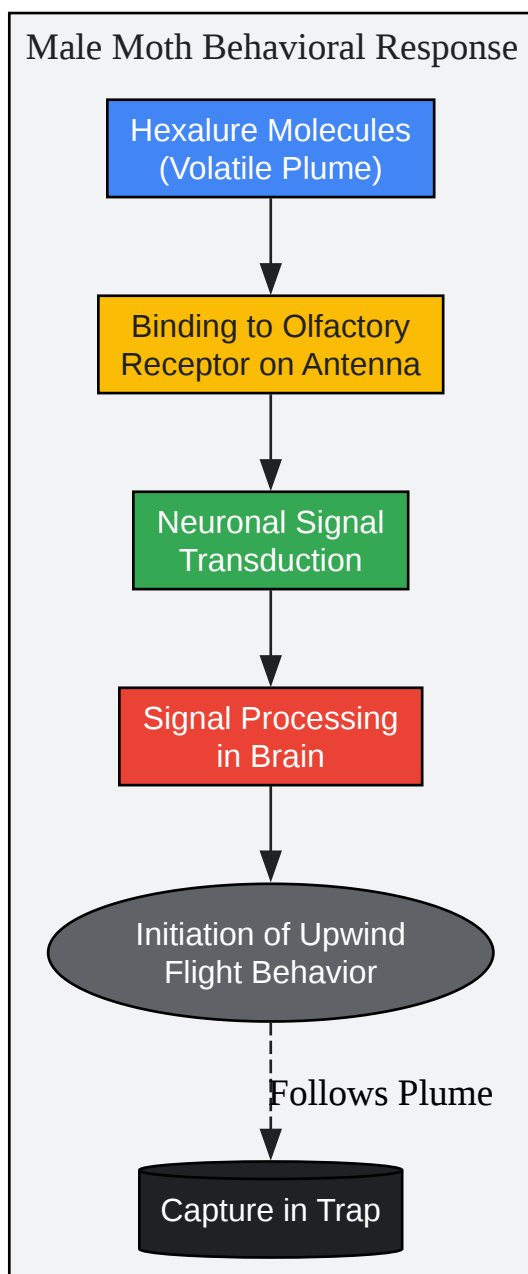 Male Moth Behavioral Response
Hexalure Molecules
(Volatile Plume)
Binding to Olfactory
Receptor on Antenna
Neuronal Signal
Transduction
Signal Processing
in Brain
Initiation of Upwind
Flight Behavior
Follows Plume
Capture in Trap